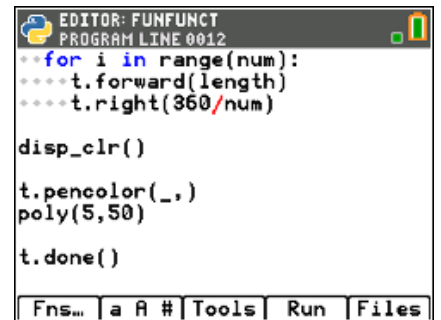 EDITOR: FUNFUNCT
PROGRAM LINE 0012
for i in range(num):
t.forward(length)
t.right(360/num)
disp_clr()
t.pencolor(_,)
poly(5,50)
t.done()
Fns… a A # Tools Run Files